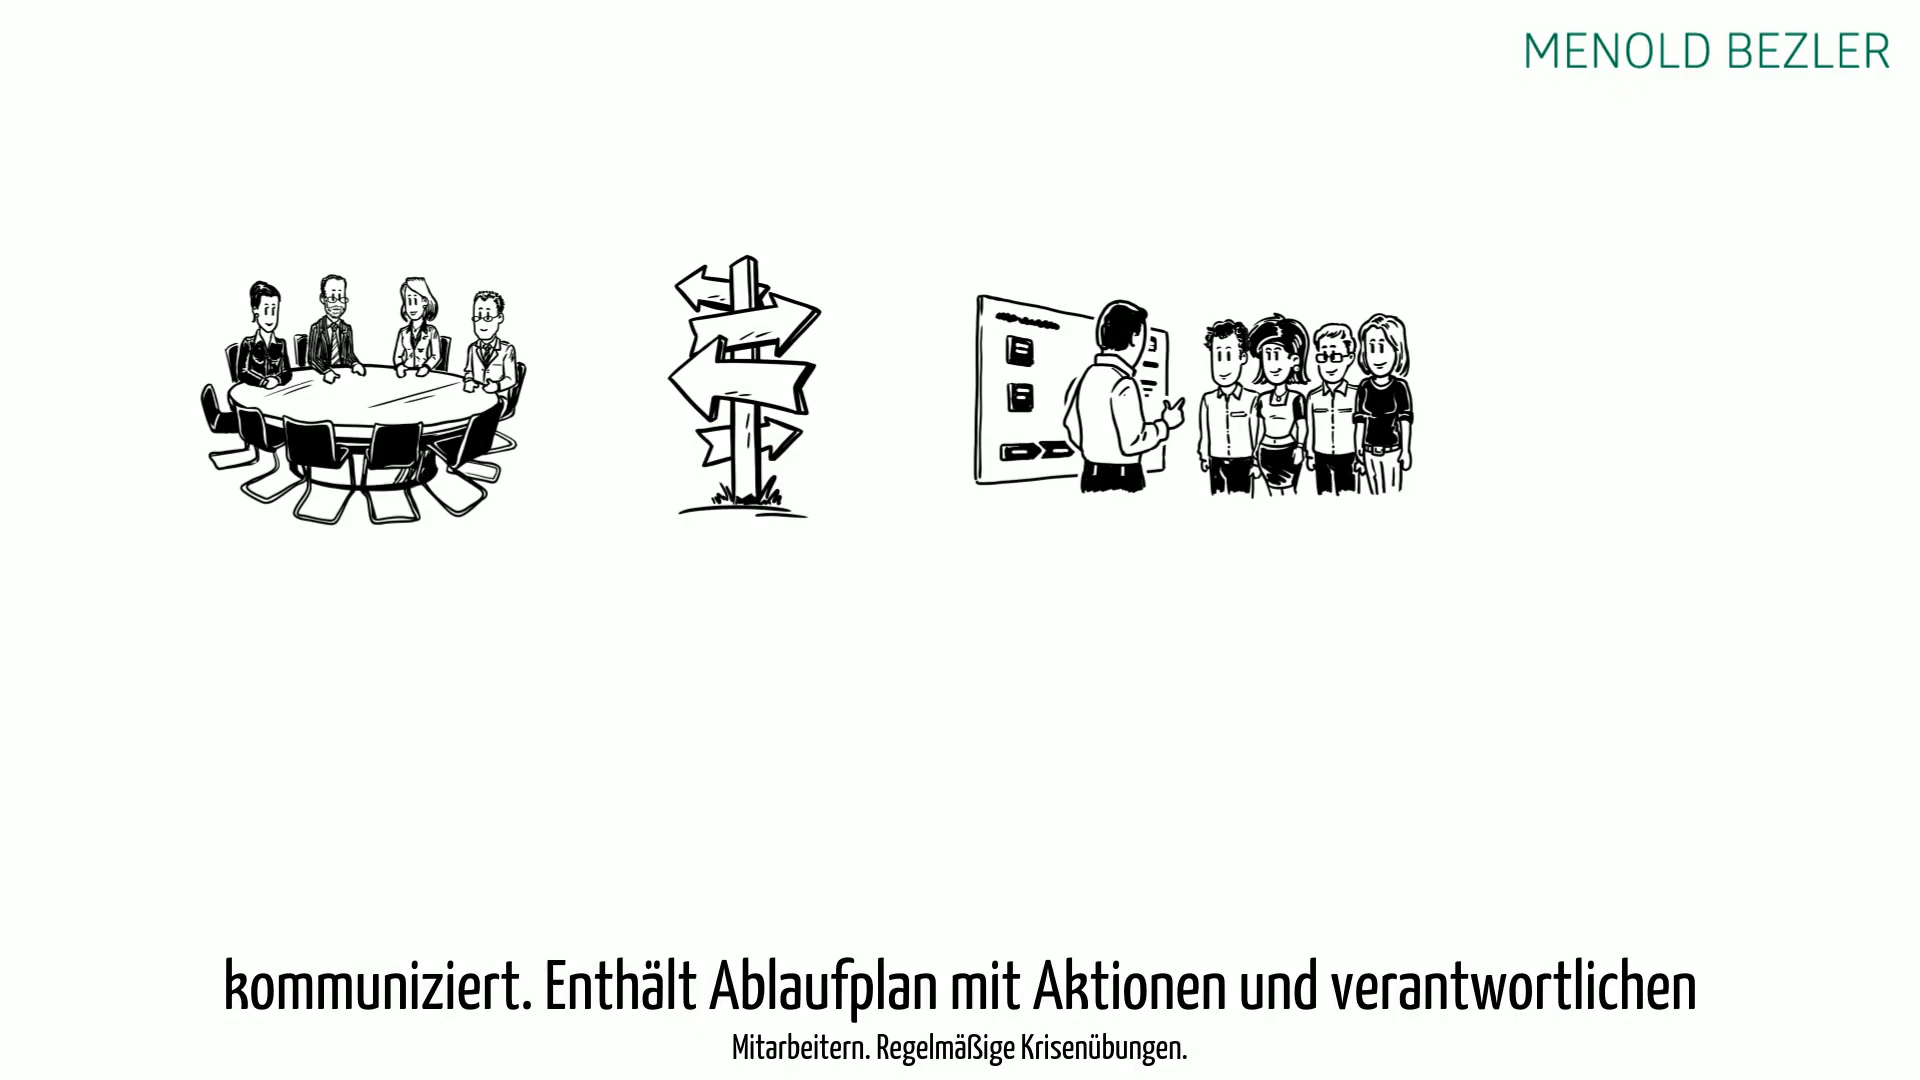 MENOLD BEZLER
kommuniziert. Enthält Ablaufplan mit Aktionen und verantwortlichen
Mitarbeitern. Regelmäßige Krisenübungen.